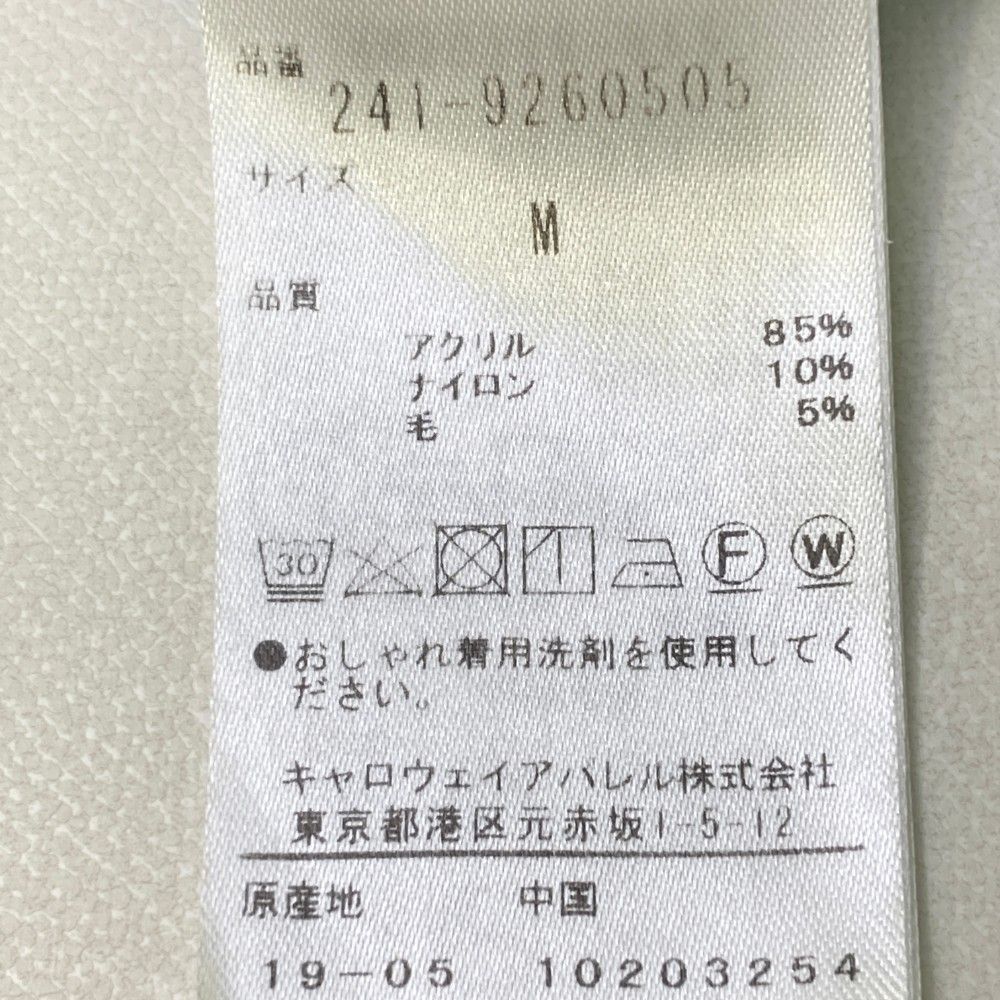 品番
241-9260505
サイズ
M
品質
アクリル 85%
ナイロン 10%
毛 5%
30 F W
●おしゃれ着用洗剤を使用してく
ださい。
キャロウェイアパレル株式会社
東京都港区元赤坂1-5-12
原産地 中国
19-05 10203254